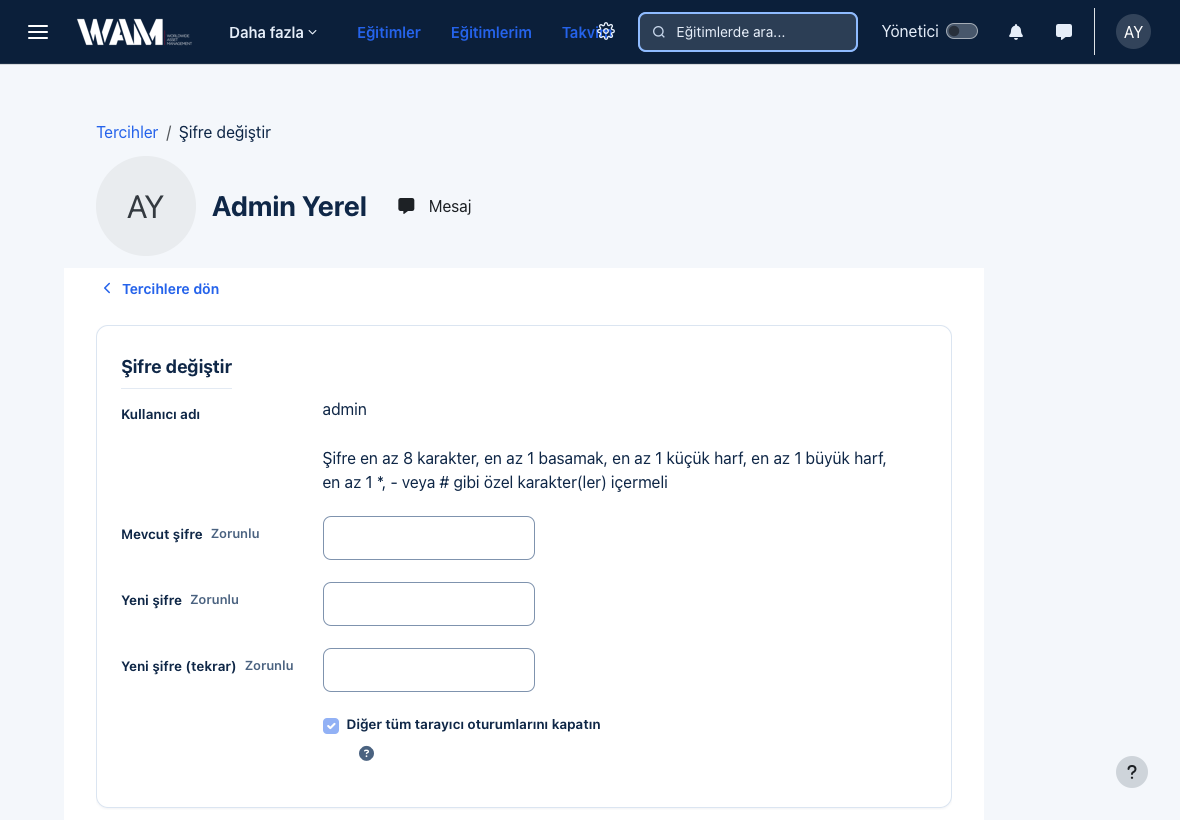 WAM WORLDWIDE ASSET MANAGEMENT
Daha fazla
Eğitimler
Eğitimlerim
Eğitimlerde ara...
Yönetici
AY
Tercihler / Şifre değiştir
AY
Admin Yerel
Mesaj
Tercihlere dön
Şifre değiştir
Kullanıcı adı
admin
Şifre en az 8 karakter, en az 1 basamak, en az 1 küçük harf, en az 1 büyük harf,
en az 1 *, - veya # gibi özel karakter(ler) içermeli
Mevcut şifre Zorunlu
Yeni şifre Zorunlu
Yeni şifre (tekrar) Zorunlu
Diğer tüm tarayıcı oturumlarını kapatın
?
?